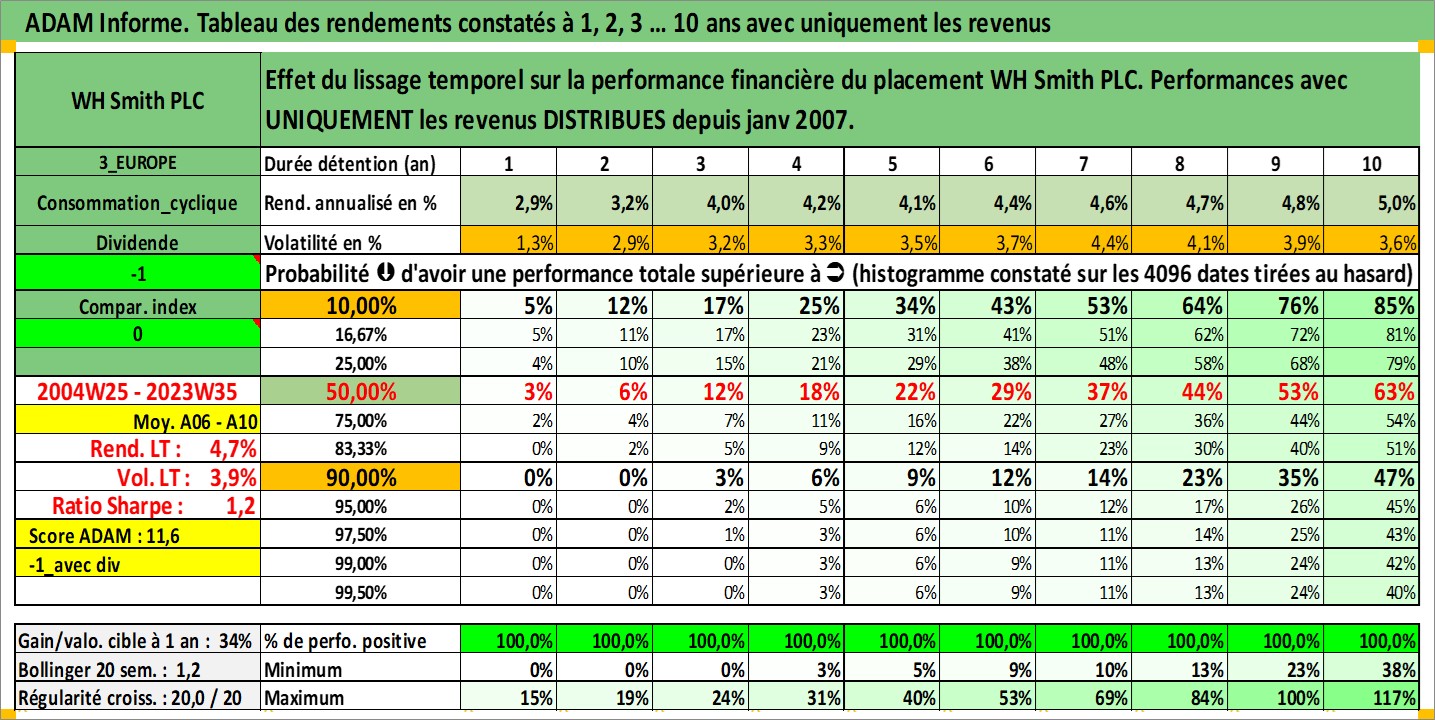 ADAM Informe. Tableau des rendements constatés à 1, 2, 3 ... 10 ans avec uniquement les revenus
WH Smith PLC
Effet du lissage temporel sur la performance financière du placement WH Smith PLC. Performances avec
UNIQUEMENT les revenus DISTRIBUES depuis janv 2007.
3_EUROPE Durée détention (an) 1 2 3 4 5 6 7 8 9 10
Consommation_cyclique Rend. annualisé en % 2,9% 3,2% 4,0% 4,2% 4,1% 4,4% 4,6% 4,7% 4,8% 5,0%
Dividende Volatilité en % 1,3% 2,9% 3,2% 3,3% 3,5% 3,7% 4,4% 4,1% 3,9% 3,6%
-1 Probabilité d'avoir une performance totale supérieure à (histogramme constaté sur les 4096 dates tirées au hasard)
Compar. index 10,00% 5% 12% 17% 25% 34% 43% 53% 64% 76% 85%
0 16,67% 5% 11% 17% 23% 31% 41% 51% 62% 72% 81%
25,00% 4% 10% 15% 21% 29% 38% 48% 58% 68% 79%
2004W25 - 2023W35 50,00% 3% 6% 12% 18% 22% 29% 37% 44% 53% 63%
Moy. A06 - A10 75,00% 2% 4% 7% 11% 16% 22% 27% 36% 44% 54%
Rend. LT : 4,7% 83,33% 0% 2% 5% 9% 12% 14% 23% 30% 40% 51%
Vol. LT : 3,9% 90,00% 0% 0% 3% 6% 9% 12% 14% 23% 35% 47%
Ratio Sharpe : 1,2 95,00% 0% 0% 2% 5% 6% 10% 12% 17% 26% 45%
Score ADAM : 11,6 97,50% 0% 0% 1% 3% 6% 10% 11% 14% 25% 43%
-1_avec div 99,00% 0% 0% 0% 3% 6% 9% 11% 13% 24% 42%
99,50% 0% 0% 0% 3% 6% 9% 11% 13% 24% 40%
Gain/valo. cible à 1 an : 34% % de perfo. positive 100,0% 100,0% 100,0% 100,0% 100,0% 100,0% 100,0% 100,0% 100,0% 100,0%
Bollinger 20 sem. : 1,2 Minimum 0% 0% 0% 3% 5% 9% 10% 13% 23% 38%
Régularité croiss. : 20,0 / 20 Maximum 15% 19% 24% 31% 40% 53% 69% 84% 100% 117%